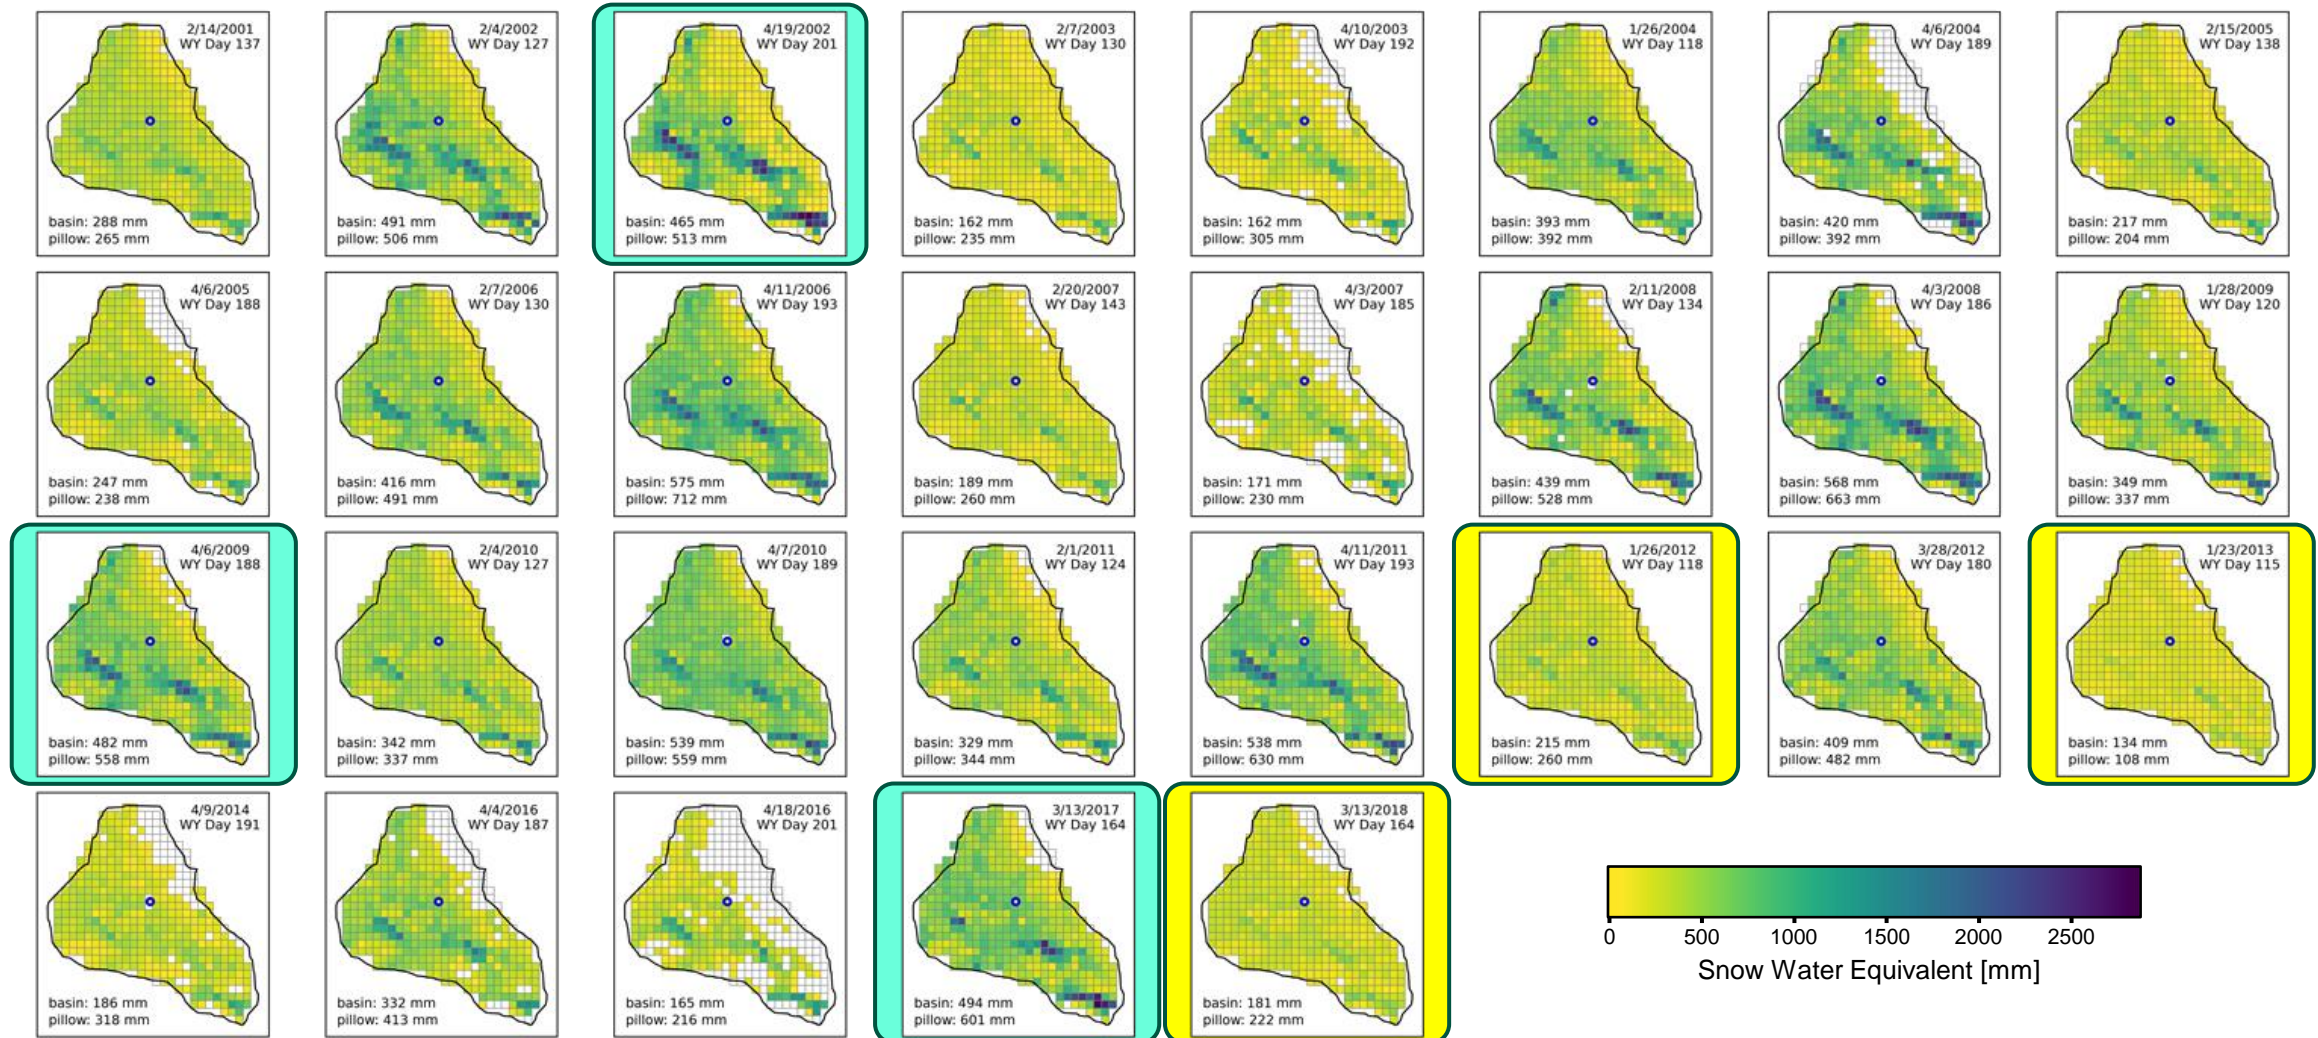 2/14/2001
WY Day 137
basin: 288 mm
pillow: 265 mm
2/4/2002
WY Day 127
basin: 491 mm
pillow: 506 mm
4/19/2002
WY Day 201
basin: 465 mm
pillow: 513 mm
2/7/2003
WY Day 130
basin: 162 mm
pillow: 235 mm
4/10/2003
WY Day 192
basin: 162 mm
pillow: 305 mm
1/26/2004
WY Day 118
basin: 393 mm
pillow: 392 mm
4/6/2004
WY Day 189
basin: 420 mm
pillow: 392 mm
2/15/2005
WY Day 138
basin: 217 mm
pillow: 204 mm
4/6/2005
WY Day 188
basin: 247 mm
pillow: 238 mm
2/7/2006
WY Day 130
basin: 416 mm
pillow: 491 mm
4/11/2006
WY Day 193
basin: 575 mm
pillow: 712 mm
2/20/2007
WY Day 143
basin: 189 mm
pillow: 260 mm
4/3/2007
WY Day 185
basin: 171 mm
pillow: 230 mm
2/11/2008
WY Day 134
basin: 439 mm
pillow: 528 mm
4/3/2008
WY Day 186
basin: 568 mm
pillow: 663 mm
1/28/2009
WY Day 120
basin: 349 mm
pillow: 337 mm
4/6/2009
WY Day 188
basin: 482 mm
pillow: 558 mm
2/4/2010
WY Day 127
basin: 342 mm
pillow: 337 mm
4/7/2010
WY Day 189
basin: 539 mm
pillow: 559 mm
2/1/2011
WY Day 124
basin: 329 mm
pillow: 344 mm
4/11/2011
WY Day 193
basin: 538 mm
pillow: 630 mm
1/26/2012
WY Day 118
basin: 215 mm
pillow: 260 mm
3/28/2012
WY Day 180
basin: 409 mm
pillow: 482 mm
1/23/2013
WY Day 115
basin: 134 mm
pillow: 108 mm
4/9/2014
WY Day 191
basin: 186 mm
pillow: 318 mm
4/4/2016
WY Day 187
basin: 332 mm
pillow: 413 mm
4/18/2016
WY Day 201
basin: 165 mm
pillow: 216 mm
3/13/2017
WY Day 164
basin: 494 mm
pillow: 601 mm
3/13/2018
WY Day 164
basin: 181 mm
pillow: 222 mm
0 500 1000 1500 2000 2500
Snow Water Equivalent [mm]